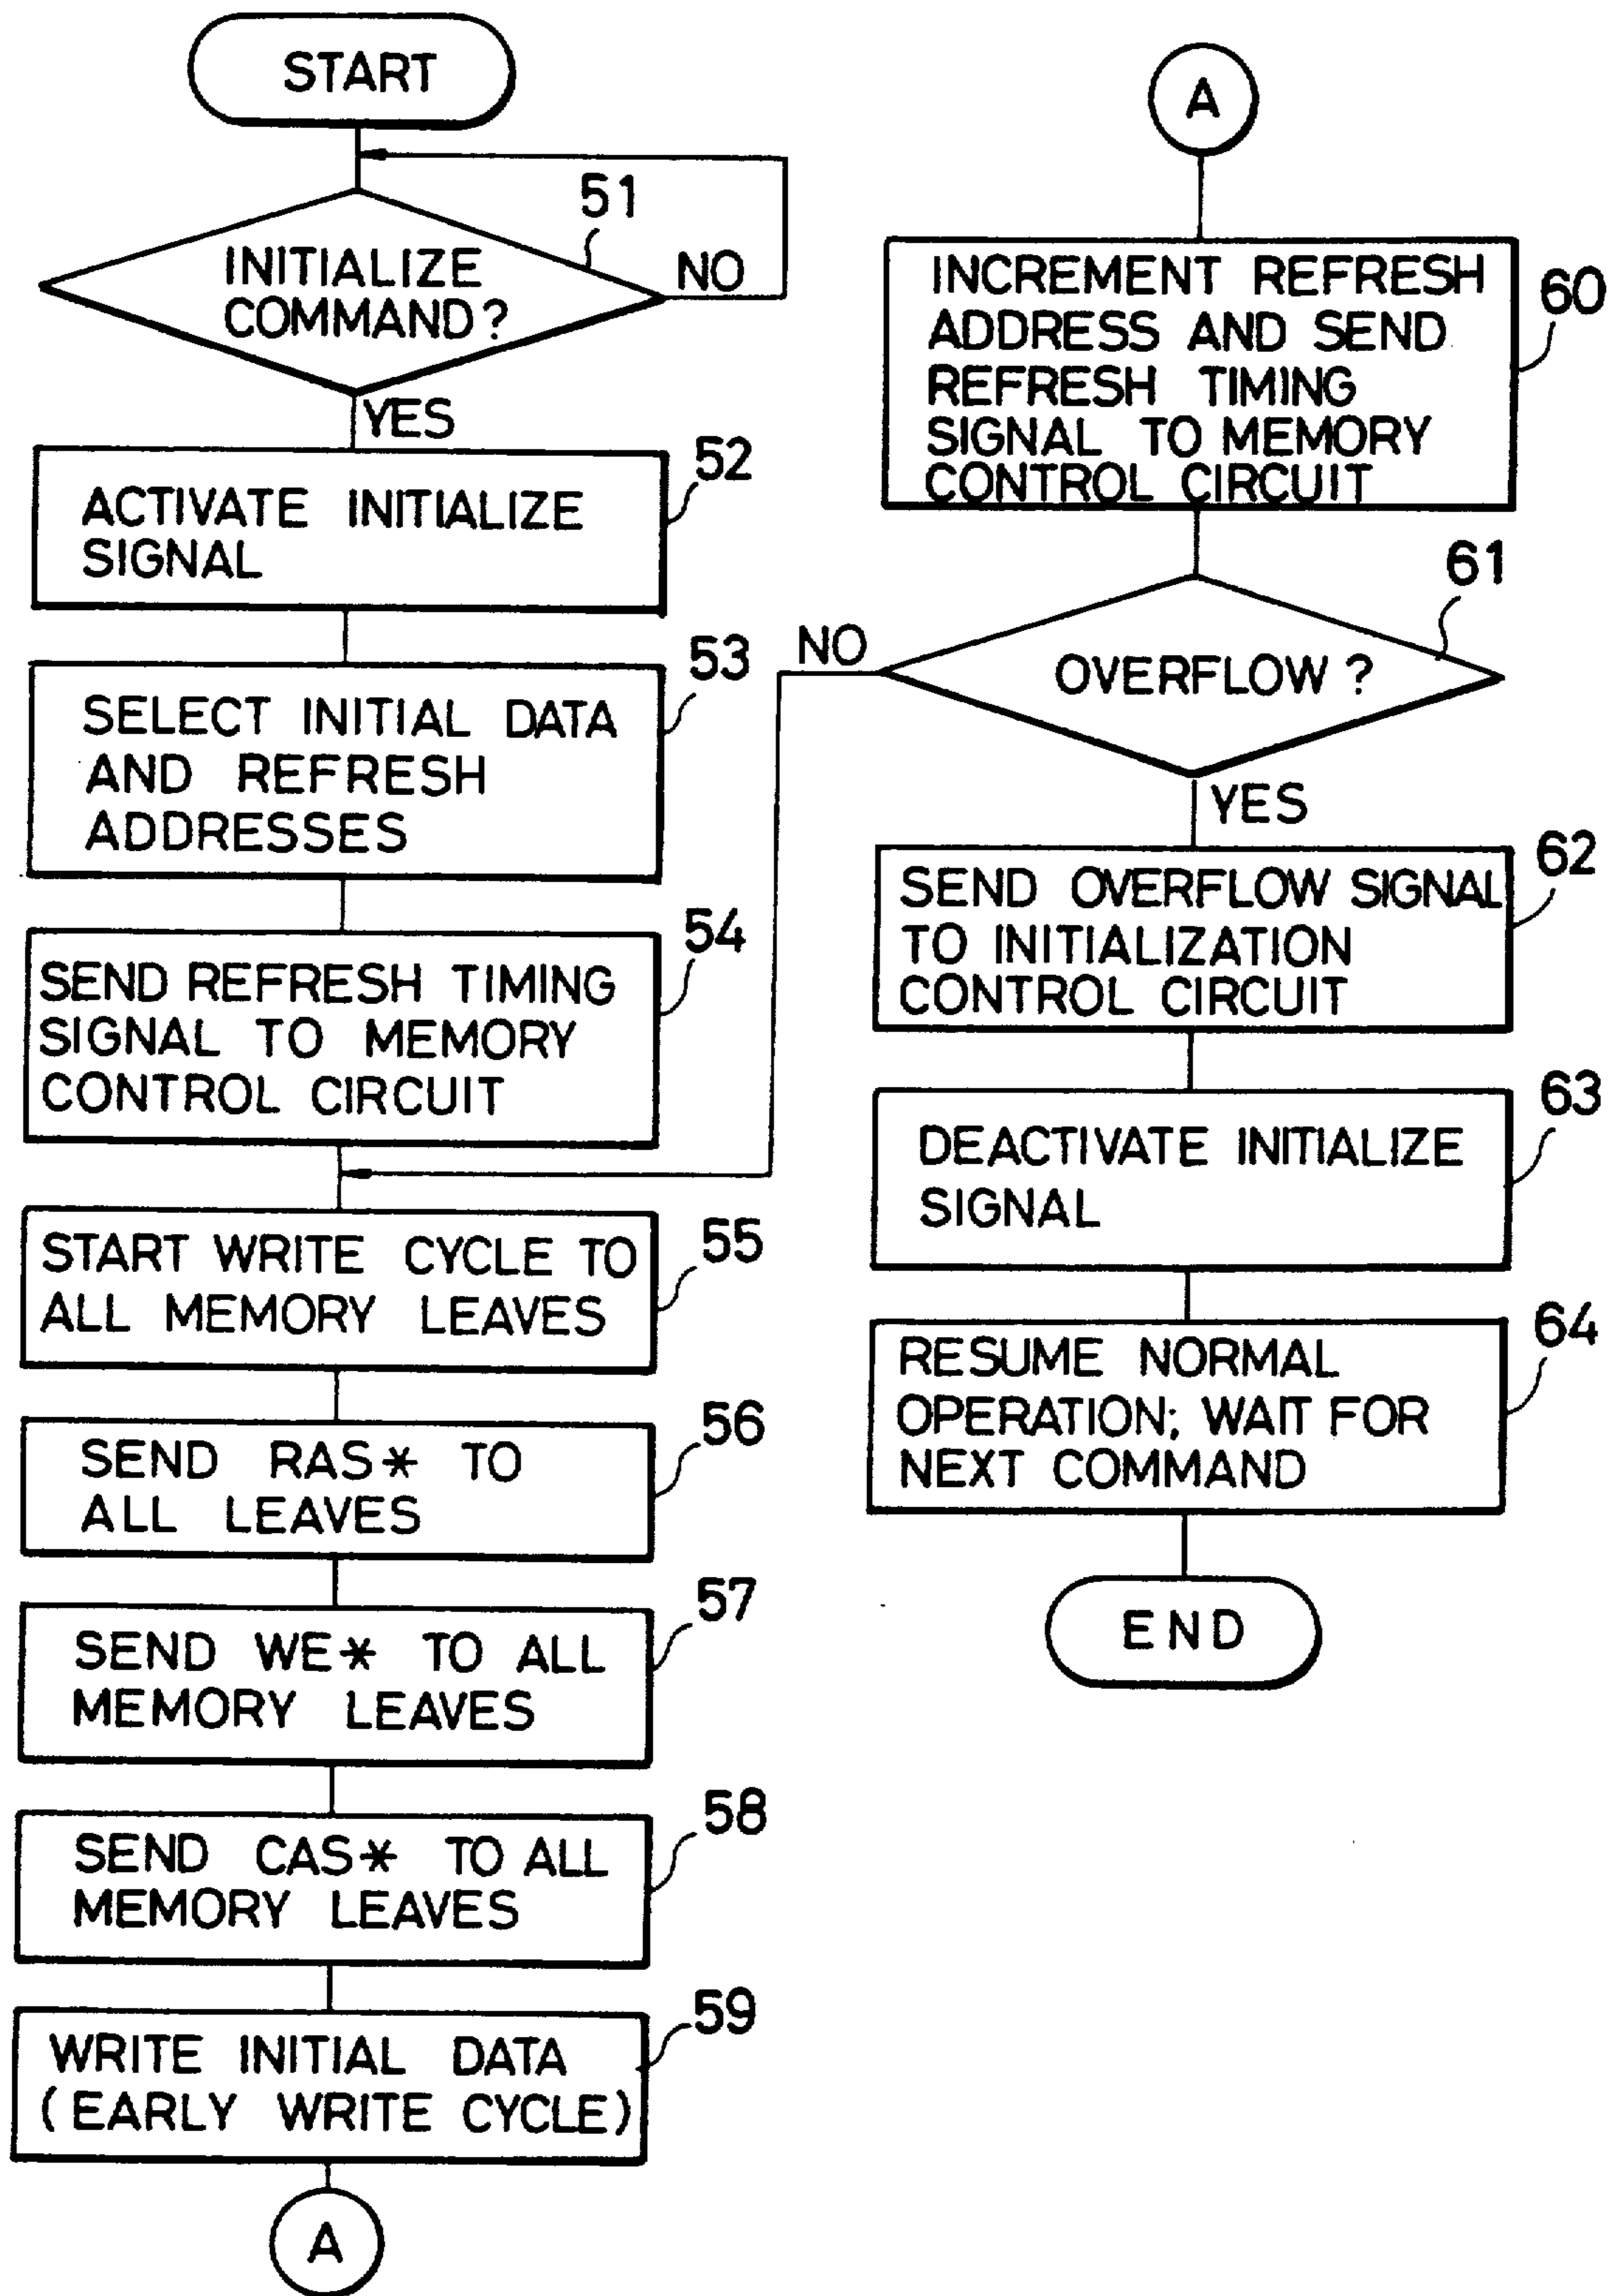 START
51
INITIALIZE
COMMAND?
NO
YES
52
ACTIVATE INITIALIZE
SIGNAL
53
SELECT INITIAL DATA
AND REFRESH
ADDRESSES
54
SEND REFRESH TIMING
SIGNAL TO MEMORY
CONTROL CIRCUIT
55
START WRITE CYCLE TO
ALL MEMORY LEAVES
56
SEND RAS* TO
ALL LEAVES
57
SEND WE* TO ALL
MEMORY LEAVES
58
SEND CAS* TO ALL
MEMORY LEAVES
59
WRITE INITIAL DATA
(EARLY WRITE CYCLE)
A
A
60
INCREMENT REFRESH
ADDRESS AND SEND
REFRESH TIMING
SIGNAL TO MEMORY
CONTROL CIRCUIT
61
NO
OVERFLOW?
YES
62
SEND OVERFLOW SIGNAL
TO INITIALIZATION
CONTROL CIRCUIT
63
DEACTIVATE INITIALIZE
SIGNAL
64
RESUME NORMAL
OPERATION; WAIT FOR
NEXT COMMAND
END